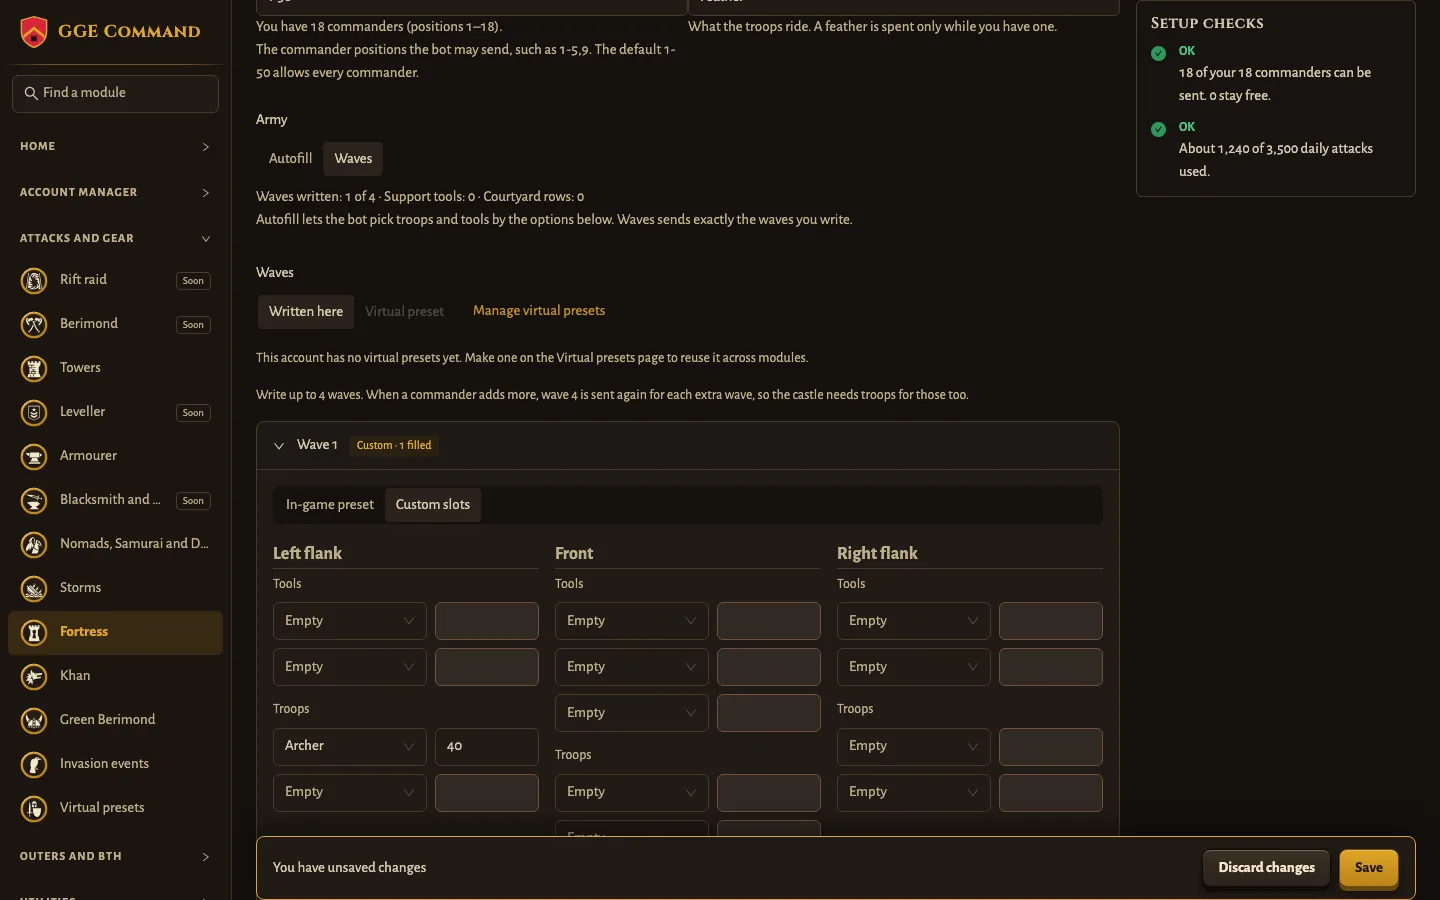 GGE Command
Find a module
HOME
ACCOUNT MANAGER
ATTACKS AND GEAR
Rift raid
Soon
Berimond
Soon
Towers
Leveller
Soon
Armourer
Blacksmith and ...
Soon
Nomads, Samurai and D...
Storms
Fortress
Khan
Green Berimond
Invasion events
Virtual presets
OUTERS AND BTH
You have 18 commanders (positions 1–18).
The commander positions the bot may send, such as 1-5,9. The default 1-
50 allows every commander.
What the troops ride. A feather is spent only while you have one.
Army
Autofill
Waves
Waves written: 1 of 4 · Support tools: 0 · Courtyard rows: 0
Autofill lets the bot pick troops and tools by the options below. Waves sends exactly the waves you write.
Waves
Written here
Virtual preset
Manage virtual presets
This account has no virtual presets yet. Make one on the Virtual presets page to reuse it across modules.
Write up to 4 waves. When a commander adds more, wave 4 is sent again for each extra wave, so the castle needs troops for those too.
Wave 1
Custom · 1 filled
In-game preset
Custom slots
Left flank
Tools
Empty
Empty
Troops
Archer
40
Empty
Front
Tools
Empty
Empty
Empty
Troops
Empty
Right flank
Tools
Empty
Empty
Troops
Empty
Empty
You have unsaved changes
Discard changes
Save
Setup checks
OK
18 of your 18 commanders can be
sent. 0 stay free.
OK
About 1,240 of 3,500 daily attacks
used.